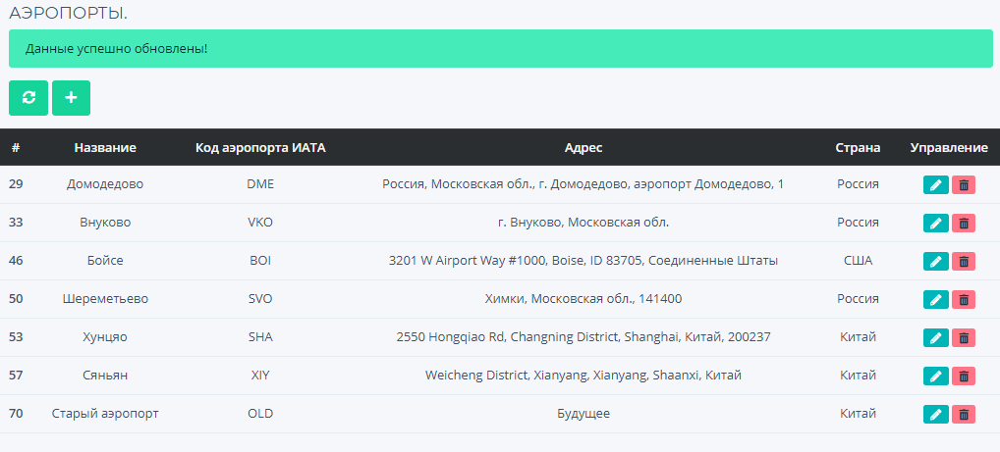 АЭРОПОРТЫ.
Данные успешно обновлены!
# Название Код аэропорта ИАТА Адрес Страна Управление
29 Домодедово DME Россия, Московская обл., г. Домодедово, аэропорт Домодедово, 1 Россия
33 Внуково VKO г. Внуково, Московская обл. Россия
46 Бойсе BOI 3201 W Airport Way #1000, Boise, ID 83705, Соединенные Штаты США
50 Шереметьево SVO Химки, Московская обл., 141400 Россия
53 Хунцяо SHA 2550 Hongqiao Rd, Changning District, Shanghai, Китай, 200237 Китай
57 Сяньян XIY Weicheng District, Xianyang, Xianyang, Shaanxi, Китай Китай
70 Старый аэропорт OLD Будущее Китай